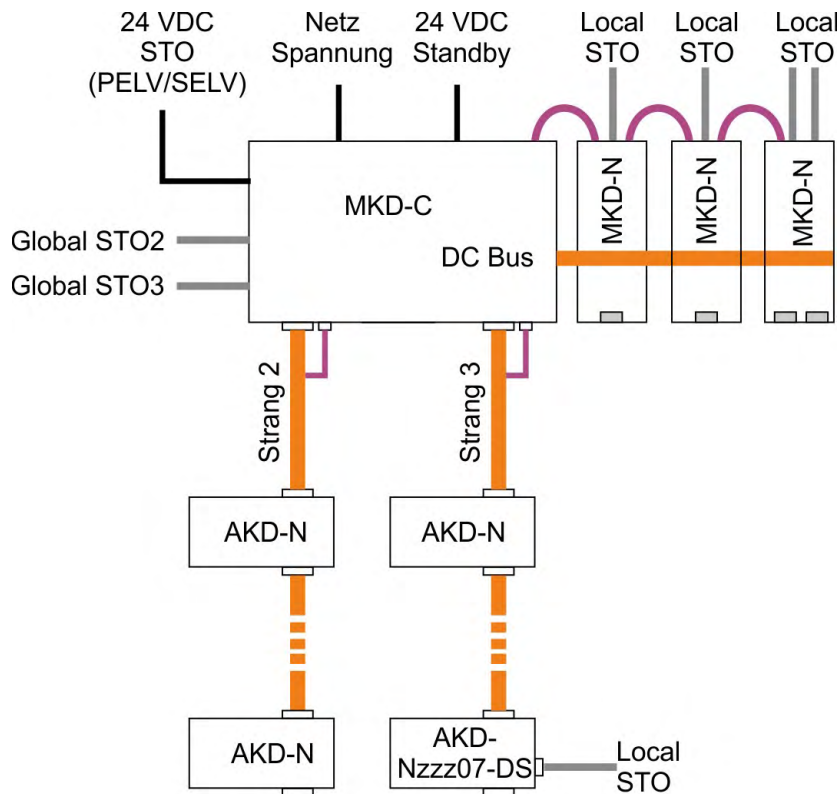 24 VDC
STO
(PELV/SELV)
Netz
Spannung
24 VDC
Standby
Local
STO
Local
STO
Local
STO
MKD-C
MKD-N
MKD-N
MKD-N
Global STO2
DC Bus
Global STO3
Strang 2
Strang 3
AKD-N
AKD-N
AKD-N
AKD-
Nzzz07-DS
Local
STO